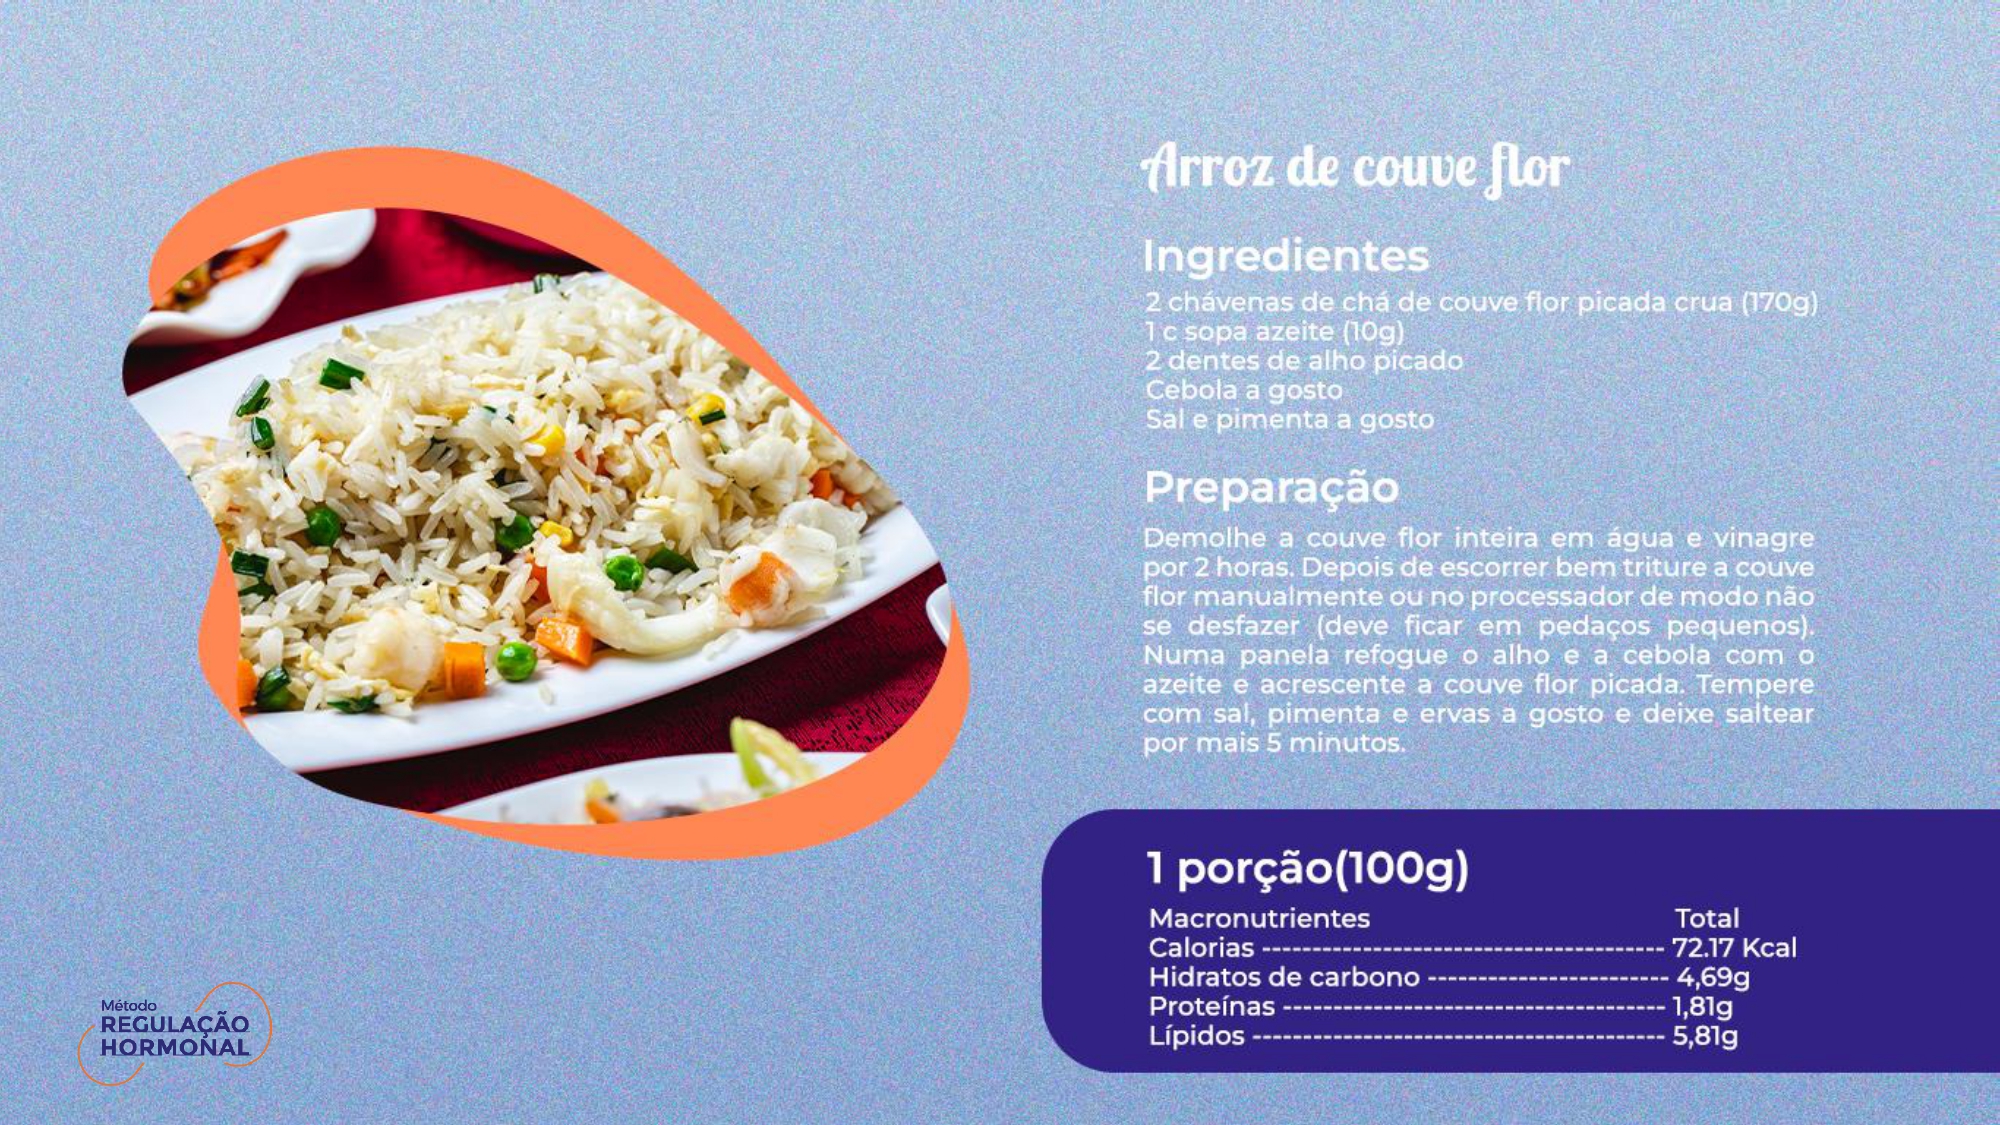 Arroz de couve flor
Ingredientes
2 chávenas de chá de couve flor picada crua (170g)
1 c sopa azeite (10g)
2 dentes de alho picado
Cebola a gosto
Sal e pimenta a gosto
Preparação
Demolhe a couve flor inteira em água e vinagre
por 2 horas. Depois de escorrer bem triture a couve
flor manualmente ou no processador de modo não
se desfazer (deve ficar em pedaços pequenos).
Numa panela refogue o alho e a cebola com o
azeite e acrescente a couve flor picada. Tempere
com sal, pimenta e ervas a gosto e deixe saltear
por mais 5 minutos.
1 porção(100g)
Macronutrientes Total
Calorias ---------------------------------------- 72.17 Kcal
Hidratos de carbono ------------------------ 4,69g
Proteínas -------------------------------------- 1,81g
Lípidos ----------------------------------------- 5,81g
Método
REGULAÇÃO
HORMONAL